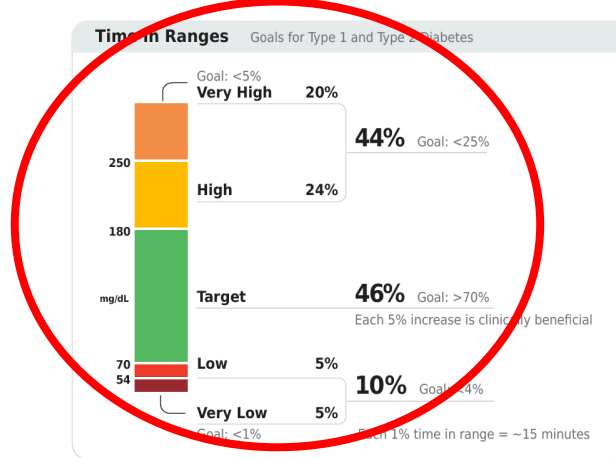 Time in Ranges Goals for Type 1 and Type 2 Diabetes
Goal: <5%
Very High 20%
44% Goal: <25%
250
High 24%
180
mg/dL
Target 46% Goal: >70%
Each 5% increase is clinically beneficial
70
Low 5%
54
10% Goal: <4%
Very Low 5%
Goal: <1%
Each 1% time in range = ~15 minutes